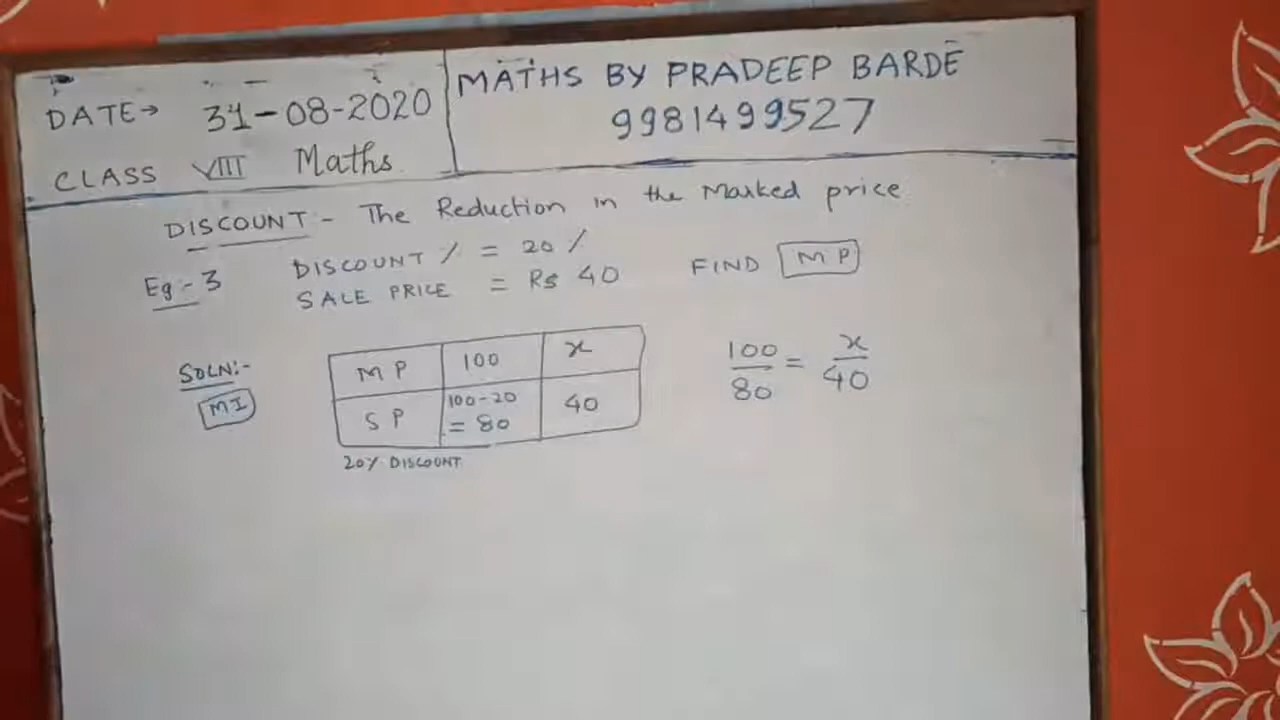 DATE→ 31-08-2020
CLASS VIII Maths
MATHS BY PRADEEP BARDE
9981499527
DISCOUNT - The Reduction in the Marked price
Eg:- 3 DISCOUNT % = 20 %
SALE PRICE = Rs 40
FIND MP
SOLN:-
M I
MP 100 x
SP 100-20 = 80 40
20% DISCOUNT
100/80 = x/40